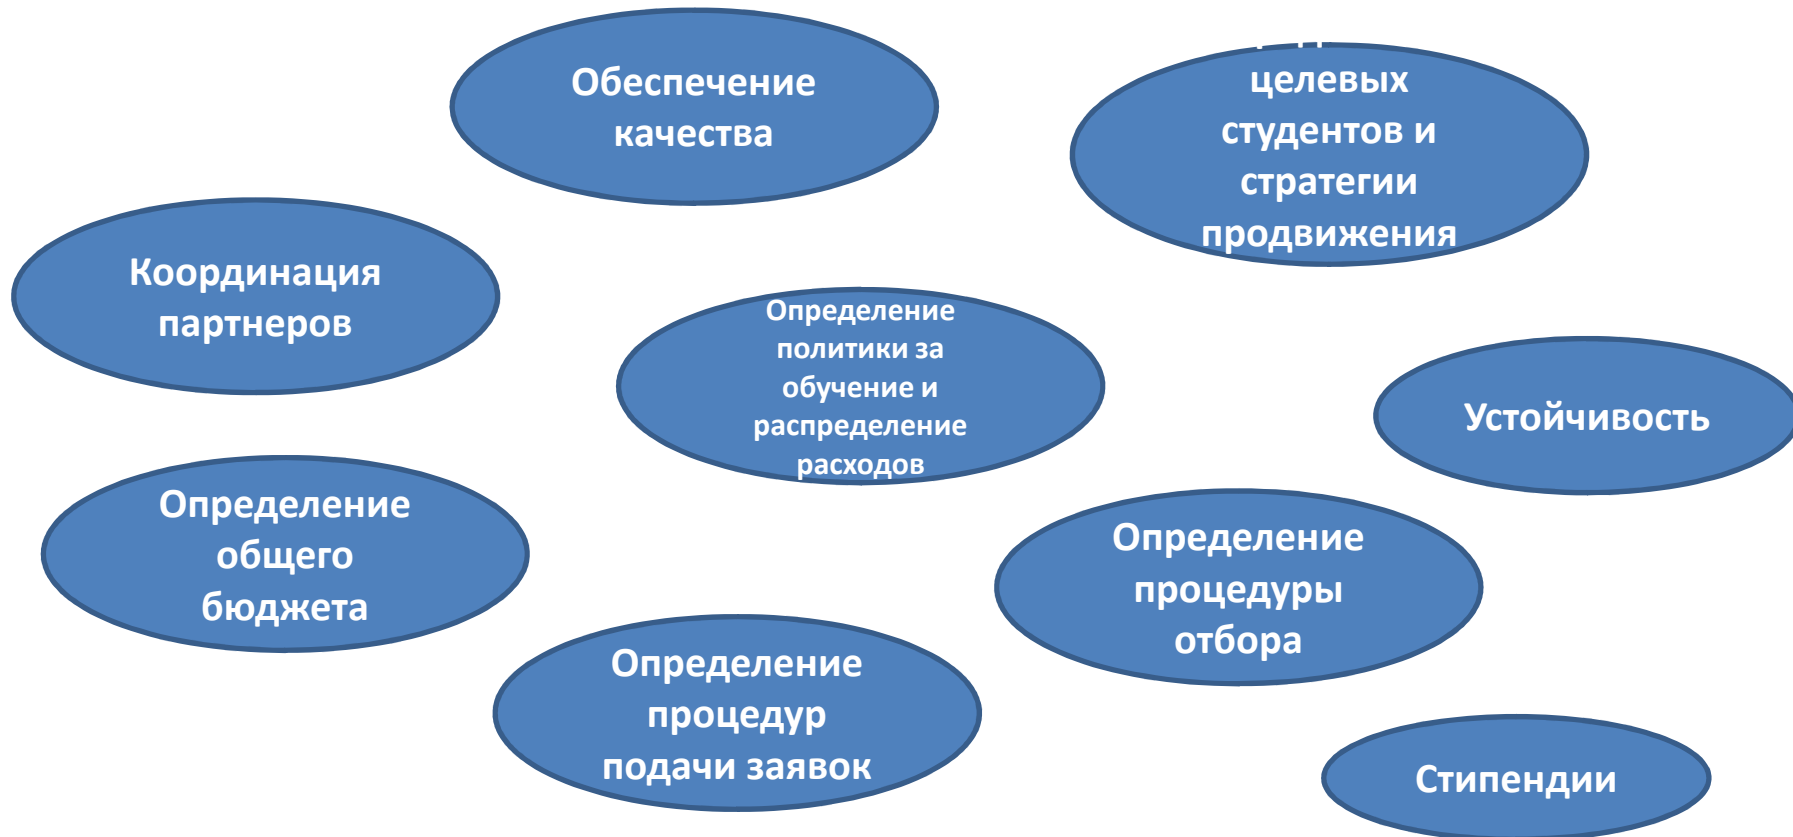 Обеспечение
качества
целевых
студентов и
стратегии
продвижения
Координация
партнеров
Определение
политики за
обучение и
распределение
расходов
Устойчивость
Определение
общего
бюджета
Определение
процедуры
отбора
Определение
процедур
подачи заявок
Стипендии